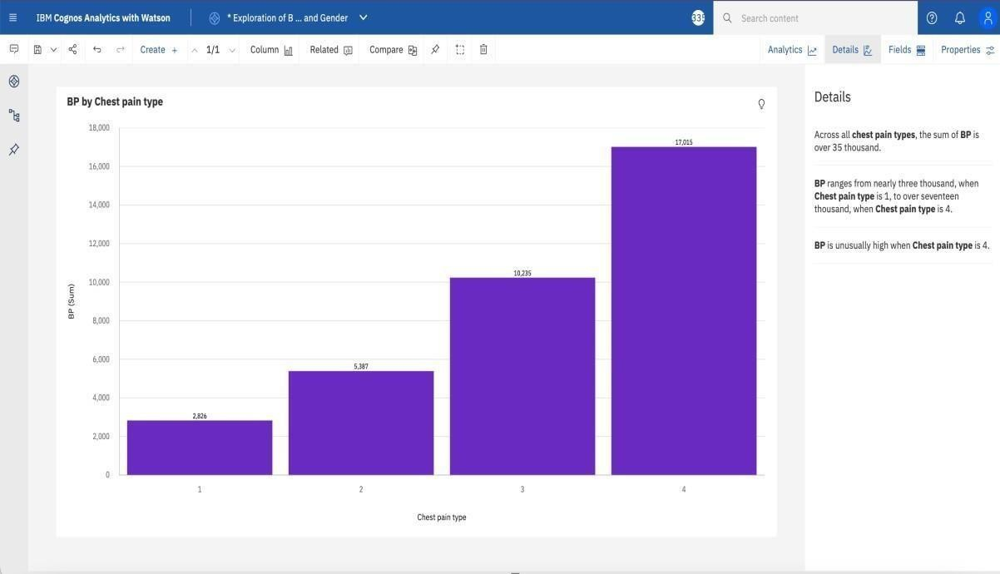 IBM Cognos Analytics with Watson
* Exploration of B ... and Gender
Search content
Create +
1/1
Column
Related
Compare
Analytics
Details
Fields
Properties
BP by Chest pain type
18,000
16,000
14,000
12,000
10,000
8,000
6,000
4,000
2,000
0
BP (Sum)
2,826
5,387
10,235
17,015
1
2
3
4
Chest pain type
Details
Across all chest pain types, the sum of BP is
over 35 thousand.
BP ranges from nearly three thousand, when
Chest pain type is 1, to over seventeen
thousand, when Chest pain type is 4.
BP is unusually high when Chest pain type is 4.